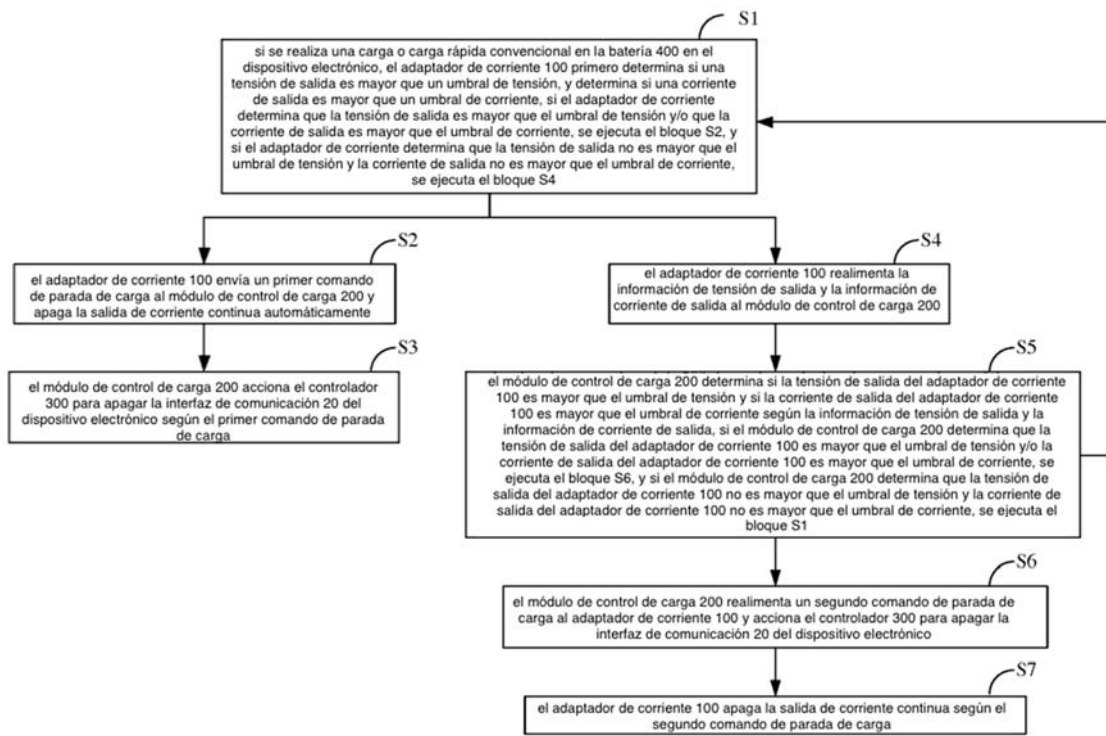 S1
si se realiza una carga o carga rápida convencional en la batería 400 en el
dispositivo electrónico, el adaptador de corriente 100 primero determina si una
tensión de salida es mayor que un umbral de tensión, y determina si una corriente
de salida es mayor que un umbral de corriente, si el adaptador de corriente
determina que la tensión de salida es mayor que el umbral de tensión y/o que la
corriente de salida es mayor que el umbral de corriente, se ejecuta el bloque S2, y
si el adaptador de corriente determina que la tensión de salida no es mayor que el
umbral de tensión y la corriente de salida no es mayor que el umbral de corriente,
se ejecuta el bloque S4
S2
el adaptador de corriente 100 envía un primer comando
de parada de carga al módulo de control de carga 200 y
apaga la salida de corriente continua automáticamente
S3
el módulo de control de carga 200 acciona el controlador
300 para apagar la interfaz de comunicación 20 del
dispositivo electrónico según el primer comando de parada
de carga
S4
el adaptador de corriente 100 realimenta la
información de tensión de salida y la información de
corriente de salida al módulo de control de carga 200
S5
el módulo de control de carga 200 determina si la tensión de salida del adaptador de corriente
100 es mayor que el umbral de tensión y si la corriente de salida del adaptador de corriente
100 es mayor que el umbral de corriente según la información de tensión de salida y la
información de corriente de salida, si el módulo de control de carga 200 determina que la
tensión de salida del adaptador de corriente 100 es mayor que el umbral de tensión y/o la
corriente de salida del adaptador de corriente 100 es mayor que el umbral de corriente, se
ejecuta el bloque S6, y si el módulo de control de carga 200 determina que la tensión de
salida del adaptador de corriente 100 no es mayor que el umbral de tensión y la corriente de
salida del adaptador de corriente 100 no es mayor que el umbral de corriente, se ejecuta el
bloque S1
S6
el módulo de control de carga 200 realimenta un segundo comando de parada de
carga al adaptador de corriente 100 y acciona el controlador 300 para apagar la
interfaz de comunicación 20 del dispositivo electrónico
S7
el adaptador de corriente 100 apaga la salida de corriente continua según el
segundo comando de parada de carga